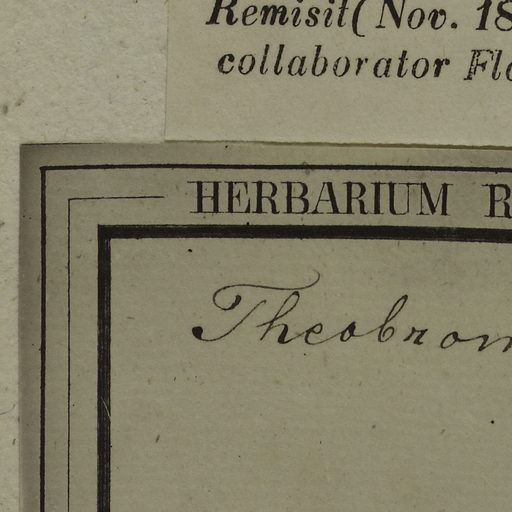 Remisit (Nov. 18
collaborator Flo
HERBARIUM R
Theobrom